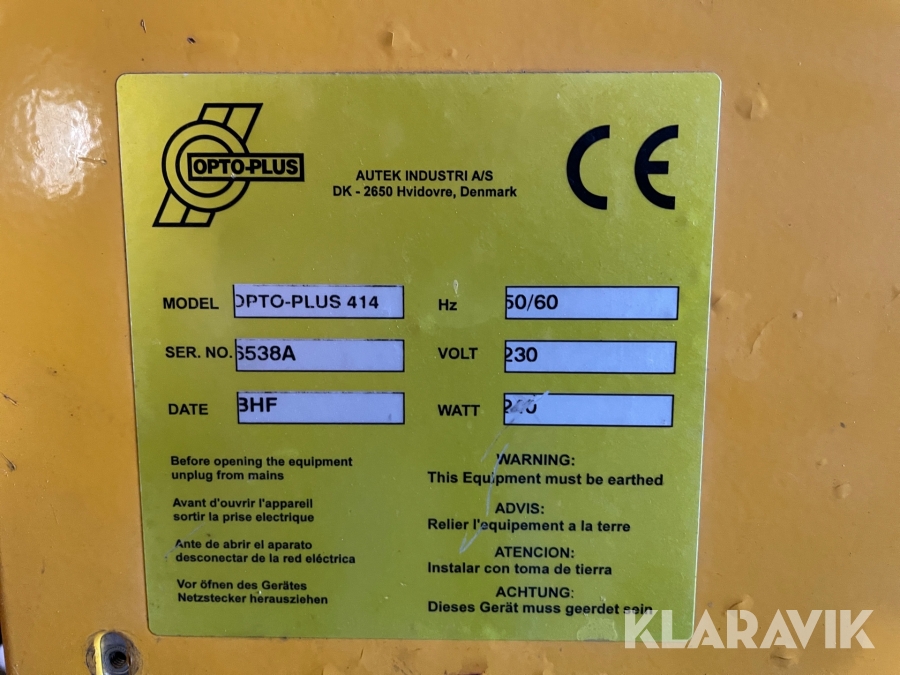 OPTO-PLUS
AUTEK INDUSTRI A/S
DK - 2650 Hvidovre, Denmark
CE
MODEL OPTO-PLUS 414
Hz 50/60
SER. NO. 6538A
VOLT 230
DATE BHF
WATT
Before opening the equipment
unplug from mains
Avant d'ouvrir l'appareil
sortir la prise electrique
Ante de abrir el aparato
desconectar de la red eléctrica
Vor öfnen des Gerätes
Netzstecker herausziehen
WARNING:
This Equipment must be earthed
ADVIS:
Relier l'equipement a la terre
ATENCION:
Instalar con toma de tierra
ACHTUNG:
Dieses Gerät muss geerdet sein
KLARAVIK